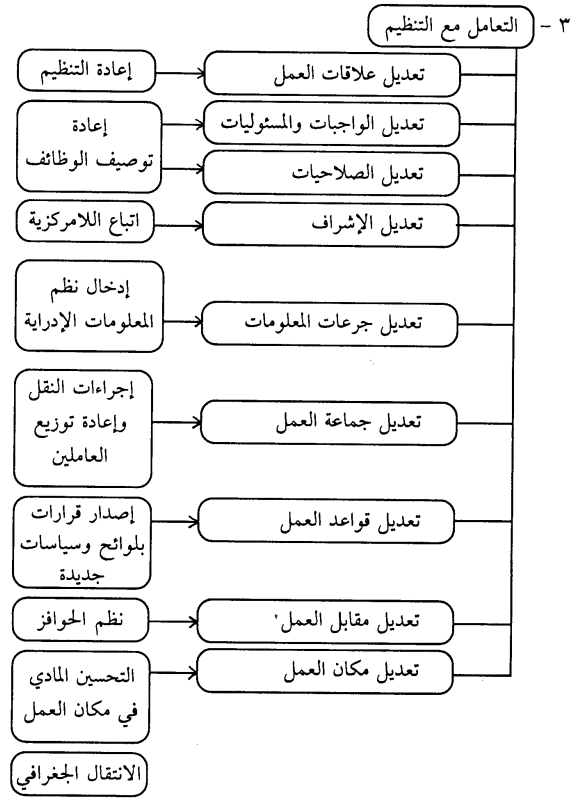 ٣ - التعامل مع التنظيم
تعديل علاقات العمل
إعادة التنظيم
تعديل الواجبات والمسئوليات
تعديل الصلاحيات
إعادة
توصيف الوظائف
تعديل الإشراف
اتباع اللامركزية
تعديل جرعات المعلومات
إدخال نظم
المعلومات الإدراية
تعديل جماعة العمل
إجراءات النقل
وإعادة توزيع
العاملين
تعديل قواعد العمل
إصدار قرارات
بلوائح وسياسات
جديدة
تعديل مقابل العمل
نظم الحوافز
تعديل مكان العمل
التحسين المادي
في مكان العمل
الانتقال الجغرافي